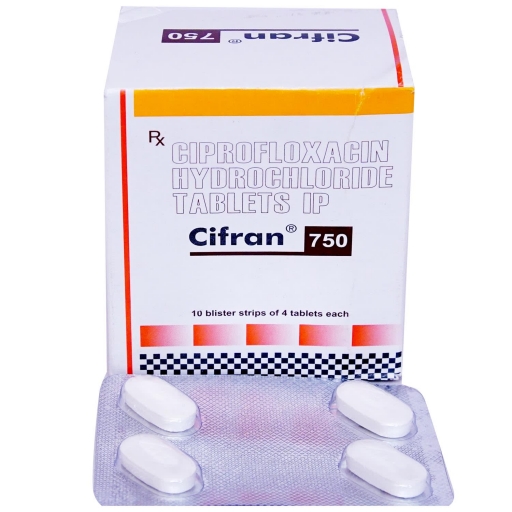 Cifran® 750
Rx
CIPROFLOXACIN
HYDROCHLORIDE
TABLETS IP
Cifran® 750
10 blister strips of 4 tablets each